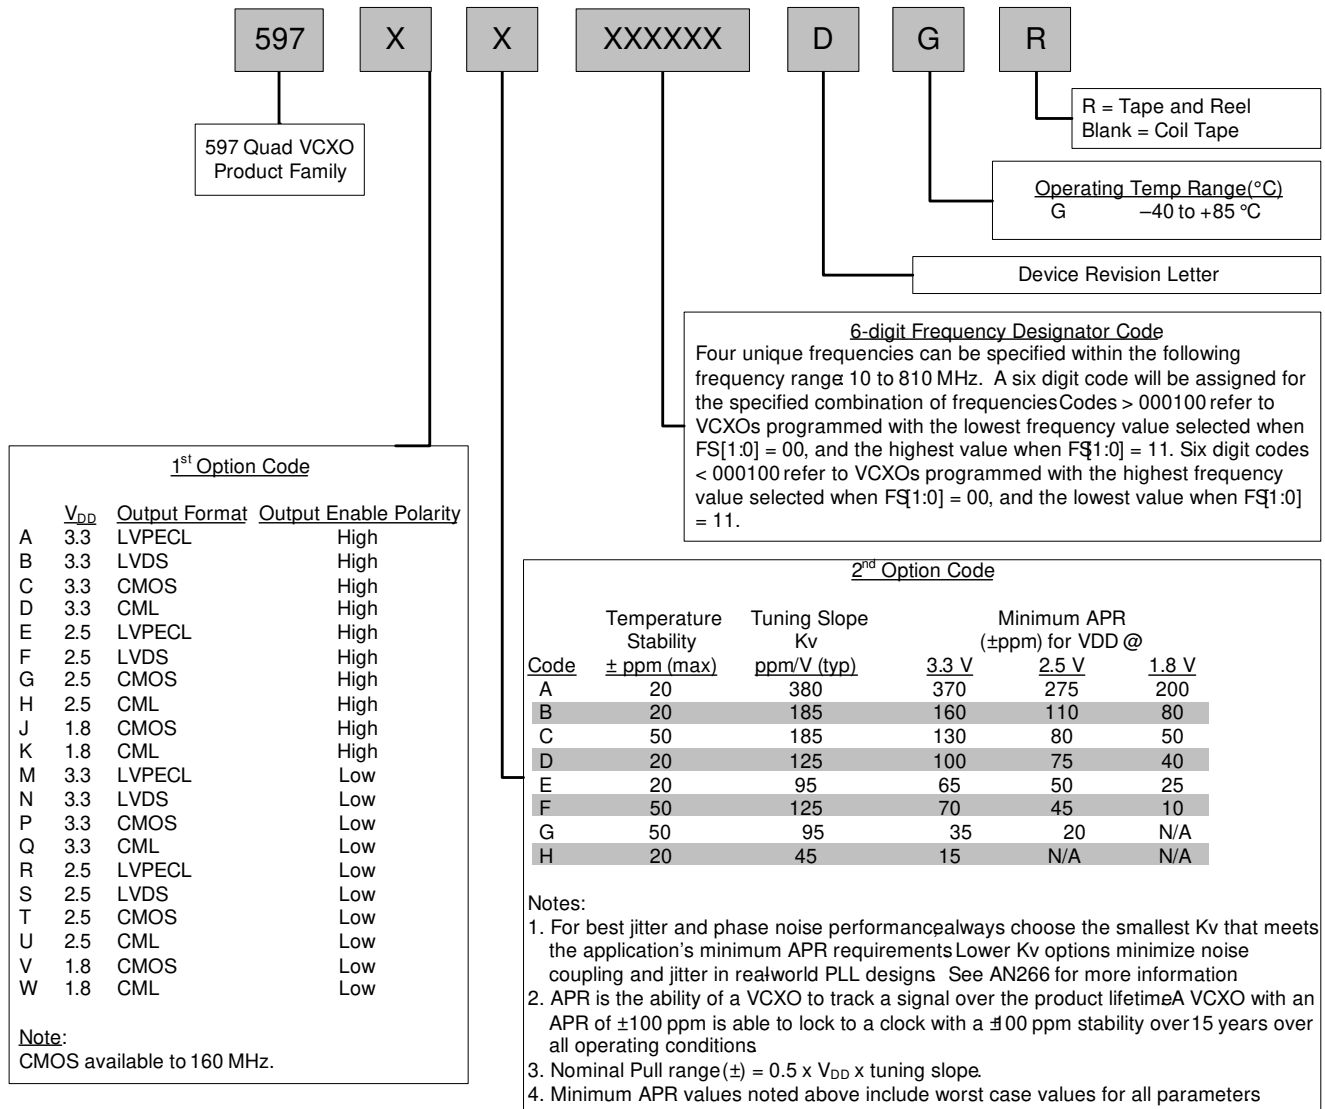 597 X X XXXXXX D G R
R = Tape and Reel
Blank = Coil Tape
597 Quad VCXO
Product Family
Operating Temp Range(°C)
G –40 to +85 °C
Device Revision Letter
6-digit Frequency Designator Code
Four unique frequencies can be specified within the following
frequency range: 10 to 810 MHz. A six digit code will be assigned for
the specified combination of frequencies. Codes > 000100 refer to
VCXOs programmed with the lowest frequency value selected when
FS[1:0] = 00, and the highest value when FS[1:0] = 11. Six digit codes
< 000100 refer to VCXOs programmed with the highest frequency
value selected when FS[1:0] = 00, and the lowest value when FS[1:0]
= 11.
1st Option Code
VDD Output Format Output Enable Polarity
A 3.3 LVPECL High
B 3.3 LVDS High
C 3.3 CMOS High
D 3.3 CML High
E 2.5 LVPECL High
F 2.5 LVDS High
G 2.5 CMOS High
H 2.5 CML High
J 1.8 CMOS High
K 1.8 CML High
M 3.3 LVPECL Low
N 3.3 LVDS Low
P 3.3 CMOS Low
Q 3.3 CML Low
R 2.5 LVPECL Low
S 2.5 LVDS Low
T 2.5 CMOS Low
U 2.5 CML Low
V 1.8 CMOS Low
W 1.8 CML Low
Note:
CMOS available to 160 MHz.
2nd Option Code
Temperature Tuning Slope Minimum APR
Stability Kv (±ppm) for VDD @
Code ± ppm (max) ppm/V (typ) 3.3 V 2.5 V 1.8 V
A 20 380 370 275 200
B 20 185 160 110 80
C 50 185 130 80 50
D 20 125 100 75 40
E 20 95 65 50 25
F 50 125 70 45 10
G 50 95 35 20 N/A
H 20 45 15 N/A N/A
Notes:
1. For best jitter and phase noise performance, always choose the smallest Kv that meets
the application's minimum APR requirements. Lower Kv options minimize noise
coupling and jitter in real-world PLL designs. See AN266 for more information.
2. APR is the ability of a VCXO to track a signal over the product lifetime. A VCXO with an
APR of ±100 ppm is able to lock to a clock with a ±100 ppm stability over 15 years over
all operating conditions.
3. Nominal Pull range (±) = 0.5 x VDD x tuning slope.
4. Minimum APR values noted above include worst case values for all parameters